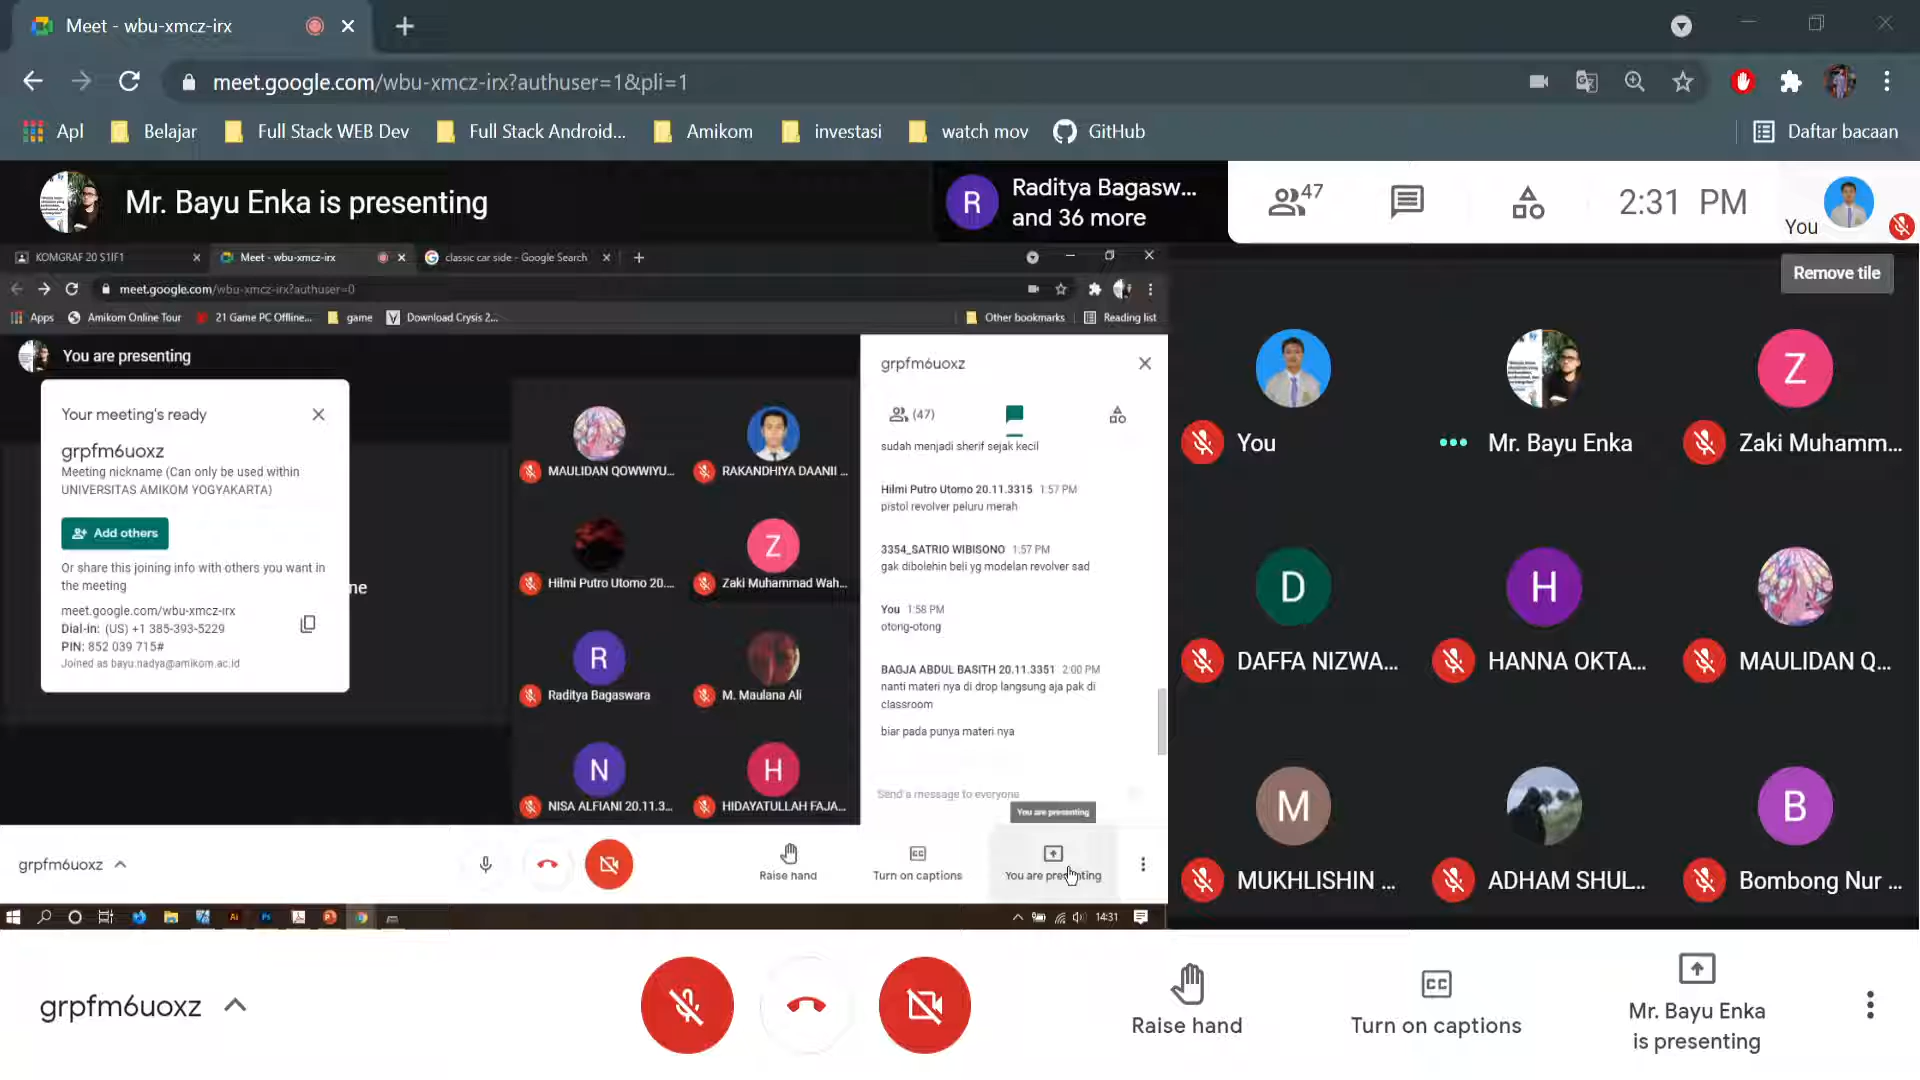 Meet - wbu-xmcz-irx
meet.google.com/wbu-xmcz-irx?authuser=1&pli=1
Apl
Belajar
Full Stack WEB Dev
Full Stack Android...
Amikom
investasi
watch mov
GitHub
Daftar bacaan
Mr. Bayu Enka is presenting
R
Raditya Bagasw...
and 36 more
47
2:31 PM
You
Remove tile
KOMGRAF 20 S1IF1
Meet - wbu-xmcz-irx
classic car side - Google Search
meet.google.com/wbu-xmcz-irx?authuser=0
Apps
Amikom Online Tour
21 Game PC Offline...
game
Download Crysis 2...
Other bookmarks
Reading list
You are presenting
Your meeting's ready
grpfm6uoxz
Meeting nickname (Can only be used within
UNIVERSITAS AMIKOM YOGYAKARTA)
Add others
Or share this joining info with others you want in
the meeting
meet.google.com/wbu-xmcz-irx
Dial-in: (US) +1 385-393-5229
PIN: 852 039 715#
Joined as bayu.nadya@amikom.ac.id
ne
MAULIDAN QOWWIYU...
RAKANDHIYA DAANII ...
Hilmi Putro Utomo 20....
Z
Zaki Muhammad Wah...
R
Raditya Bagaswara
M. Maulana Ali
N
NISA ALFIANI 20.11.3...
H
HIDAYATULLAH FAJA...
grpfm6uoxz
(47)
sudah menjadi sherif sejak kecil
Hilmi Putro Utomo 20.11.3315 1:57 PM
pistol revolver peluru merah
3354_SATRIO WIBISONO 1:57 PM
gak dibolehin beli yg modelan revolver sad
You 1:58 PM
otong-otong
BAGJA ABDUL BASITH 20.11.3351 2:00 PM
nanti materi nya di drop langsung aja pak di
classroom
biar pada punya materi nya
Send a message to everyone
You are presenting
grpfm6uoxz
Raise hand
Turn on captions
You are presenting
Ai
Ps
14:31
You
Mr. Bayu Enka
Z
Zaki Muhamm...
D
DAFFA NIZWA...
H
HANNA OKTA...
MAULIDAN Q...
M
MUKHLISHIN ...
ADHAM SHUL...
B
Bombong Nur ...
grpfm6uoxz
Raise hand
Turn on captions
Mr. Bayu Enka
is presenting